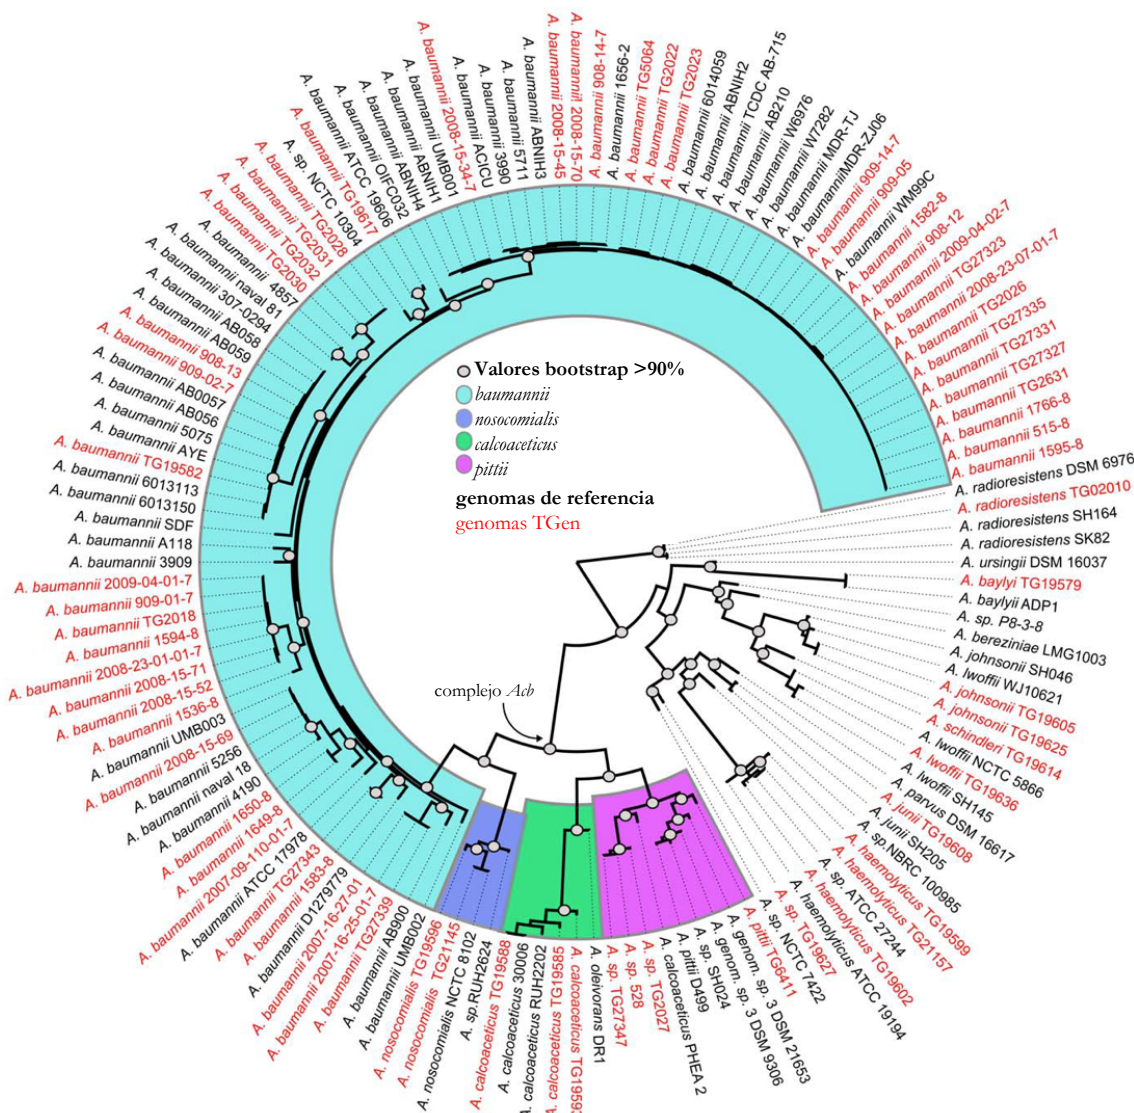 A. baumannii 2008-15-45
A. baumannii 2008-15-70
A. baumannii 908-14-7
A. baumannii 1656-2
A. baumannii TG5064
A. baumannii TG2022
A. baumannii TG2023
A. baumannii 6014059
A. baumannii ABNIH2
A. baumannii TCDC AB-715
A. baumannii AB210
A. baumannii W6976
A. baumannii W7282
A. baumannii MDR-TJ
A. baumanniiMDR-ZJ06
A. baumannii 909-14-7
A. baumannii 909-05
A. baumannii WM99C
A. baumannii 1582-8
A. baumannii 908-12
A. baumannii 2009-04-02-7
A. baumannii TG27323
A. baumannii 2008-23-07-01-7
A. baumannii TG2026
A. baumannii TG27335
A. baumannii TG27331
A. baumannii TG27327
A. baumannii TG2631
A. baumannii 1766-8
A. baumannii 515-8
A. baumannii 1595-8
A. radioresistens DSM 6976
A. radioresistens TG02010
A. radioresistens SH164
A. radioresistens SK82
A. ursingii DSM 16037
A. baylyi TG19579
A. baylyii ADP1
A. sp. P8-3-8
A. bereziniae LMG1003
A. johnsonii SH046
A. lwoffii WJ10621
A. johnsonii TG19605
A. johnsonii TG19625
A. schindleri TG19614
A. lwoffii NCTC 5866
A. lwoffii TG19636
A. lwoffii SH145
A. parvus DSM 16617
A. junii TG19608
A. junii SH205
A. sp.NBRC 100985
A. haemolyticus TG19599
A. haemolyticus TG21157
A. sp. ATCC 27244
A. haemolyticus TG19602
A. haemolyticus ATCC 19194
A. sp. TG19627
A. sp. NCTC 7422
A. pittii TG6411
A. genom. sp. 3 DSM 21653
A. genom. sp. 3 DSM 9306
A. sp. SH024
A. pittii D499
A. calcoaceticus PHEA 2
A. sp. TG2027
A. sp. 528
A. sp. TG27347
A. oleivorans DR1
A. calcoaceticus TG19593
A. calcoaceticus TG19585
A. calcoaceticus RUH2202
A. calcoaceticus 30006
A. calcoaceticus TG19588
A. sp.RUH2624
A. nosocomialis NCTC 8102
A. nosocomialis TG21145
A. nosocomialis TG19596
A. baumannii UMB002
A. baumannii AB900
A. baumannii TG27339
A. baumannii 2007-16-25-01-7
A. baumannii 2007-16-27-01
A. baumannii D1279779
A. baumannii 1583-8
A. baumannii TG27343
A. baumannii ATCC 17978
A. baumannii 2007-09-110-01-7
A. baumannii 1649-8
A. baumannii 1650-8
A. baumannii 4190
A. baumannii naval 18
A. baumannii 5256
A. baumannii 2008-15-69
A. baumannii UMB003
A. baumannii 1536-8
A. baumannii 2008-15-52
A. baumannii 2008-15-71
A. baumannii 2008-23-01-01-7
A. baumannii 1594-8
A. baumannii TG2018
A. baumannii 909-01-7
A. baumannii 2009-04-01-7
A. baumannii 3909
A. baumannii A118
A. baumannii SDF
A. baumannii 6013150
A. baumannii 6013113
A. baumannii TG19582
A. baumannii AYE
A. baumannii 5075
A. baumannii AB056
A. baumannii AB0057
A. baumannii 909-02-7
A. baumannii 908-13
A. baumannii AB059
A. baumannii AB058
A. baumannii 307-0294
A. baumannii naval 81
A. baumannii 4857
A. baumannii TG2030
A. baumannii TG2032
A. baumannii TG2031
A. baumannii TG2028
A. sp. NCTC 10304
A. baumannii TG19617
A. baumannii ATCC 19606
A. baumannii OIFC032
A. baumannii ABNIH4
A. baumannii ABNIH1
A. baumannii UMB001
A. baumannii 2008-15-34-7
A. baumannii ACICU
A. baumannii 3990
A. baumannii 5711
A. baumannii ABNIH3
Valores bootstrap >90%
baumannii
nosocomialis
calcoaceticus
pittii
genomas de referencia
genomas TGen
complejo Acb